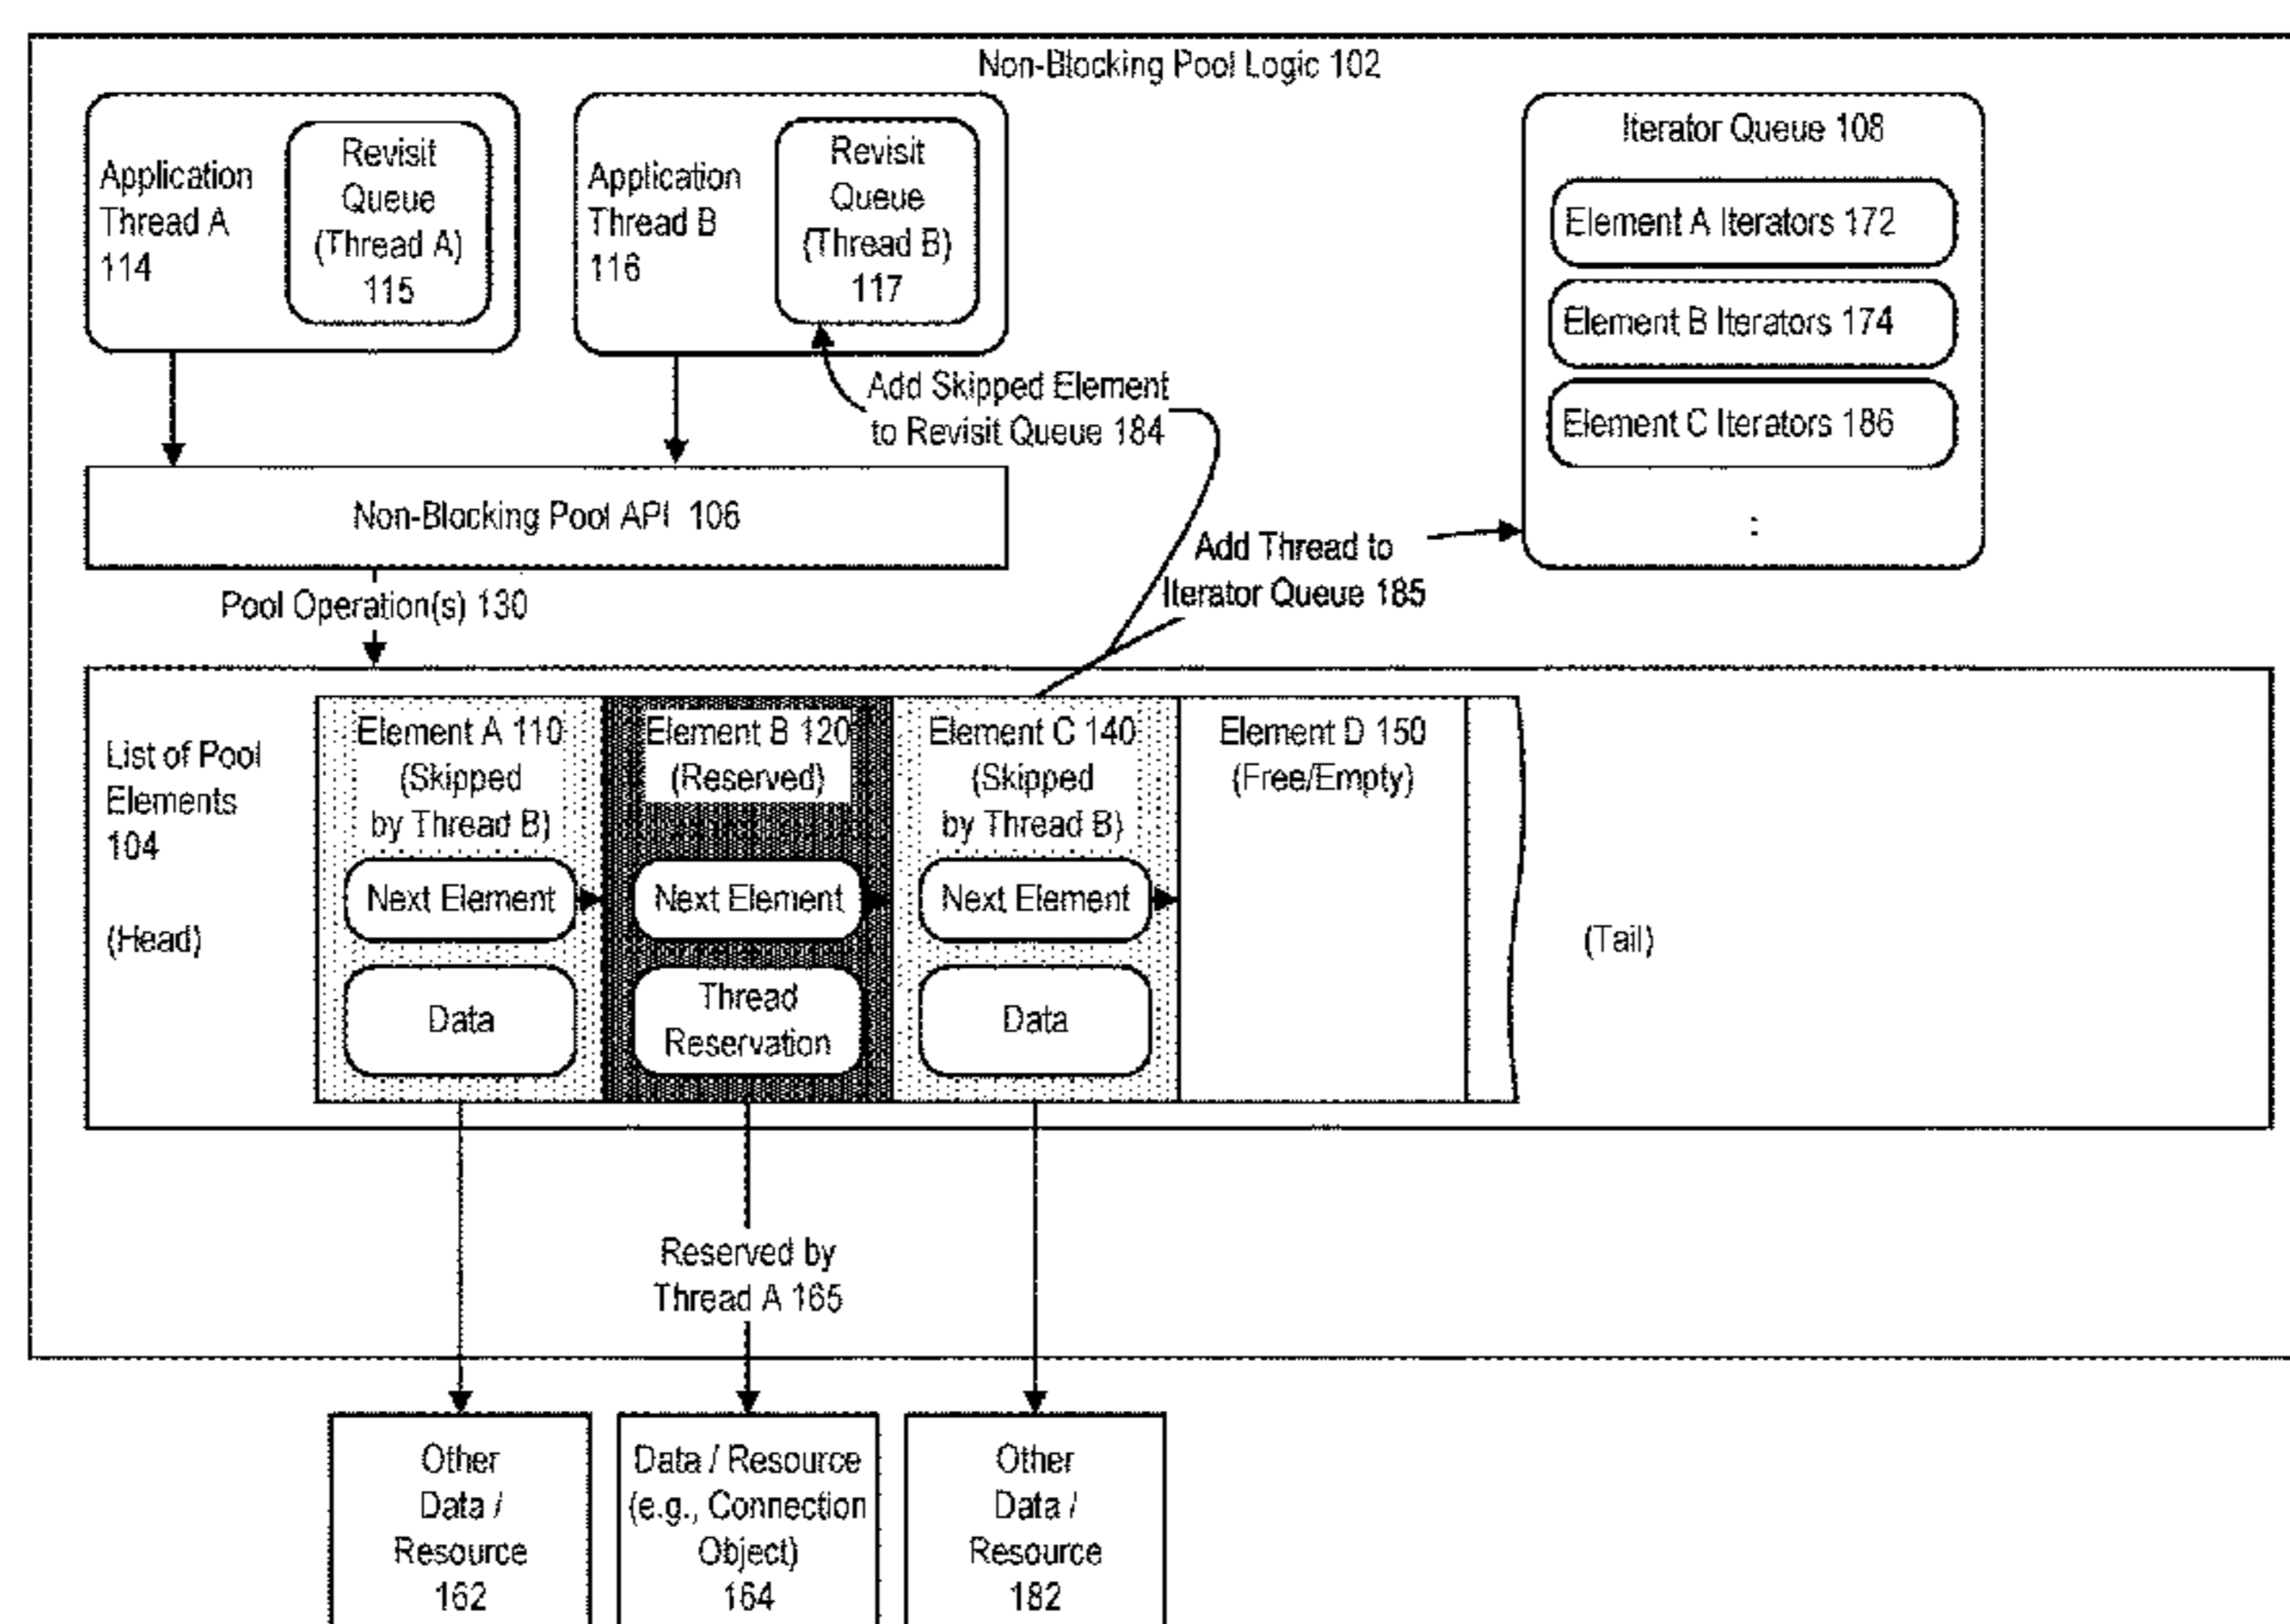 Non-Blocking Pool Logic 102
Application
Thread A
114
Revisit
Queue
(Thread A)
115
Application
Thread B
116
Revisit
Queue
(Thread B)
117
Iterator Queue 108
Element A Iterators 172
Element B Iterators 174
Element C Iterators 186
:
Add Skipped Element
to Revisit Queue 184
Non-Blocking Pool API 106
Add Thread to
Iterator Queue 185
Pool Operation(s) 130
List of Pool
Elements
104
(Head)
Element A 110
(Skipped
by Thread B)
Next Element
Data
Element B 120
(Reserved)
Next Element
Thread
Reservation
Element C 140
(Skipped
by Thread B)
Next Element
Data
Element D 150
(Free/Empty)
(Tail)
Reserved by
Thread A 165
Other
Data /
Resource
162
Data / Resource
(e.g., Connection
Object)
164
Other
Data /
Resource
182